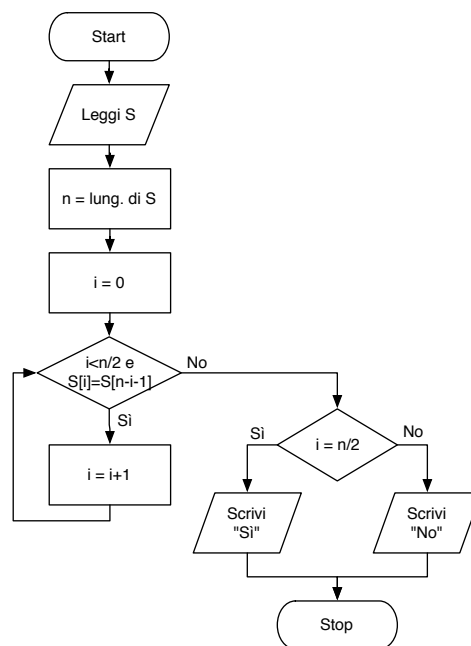 Start
Leggi S
n = lung. di S
i = 0
i<n/2 e
S[i]=S[n-i-1]
No
Sì
i = i+1
i = n/2
Sì
No
Scrivi
"Sì"
Scrivi
"No"
Stop